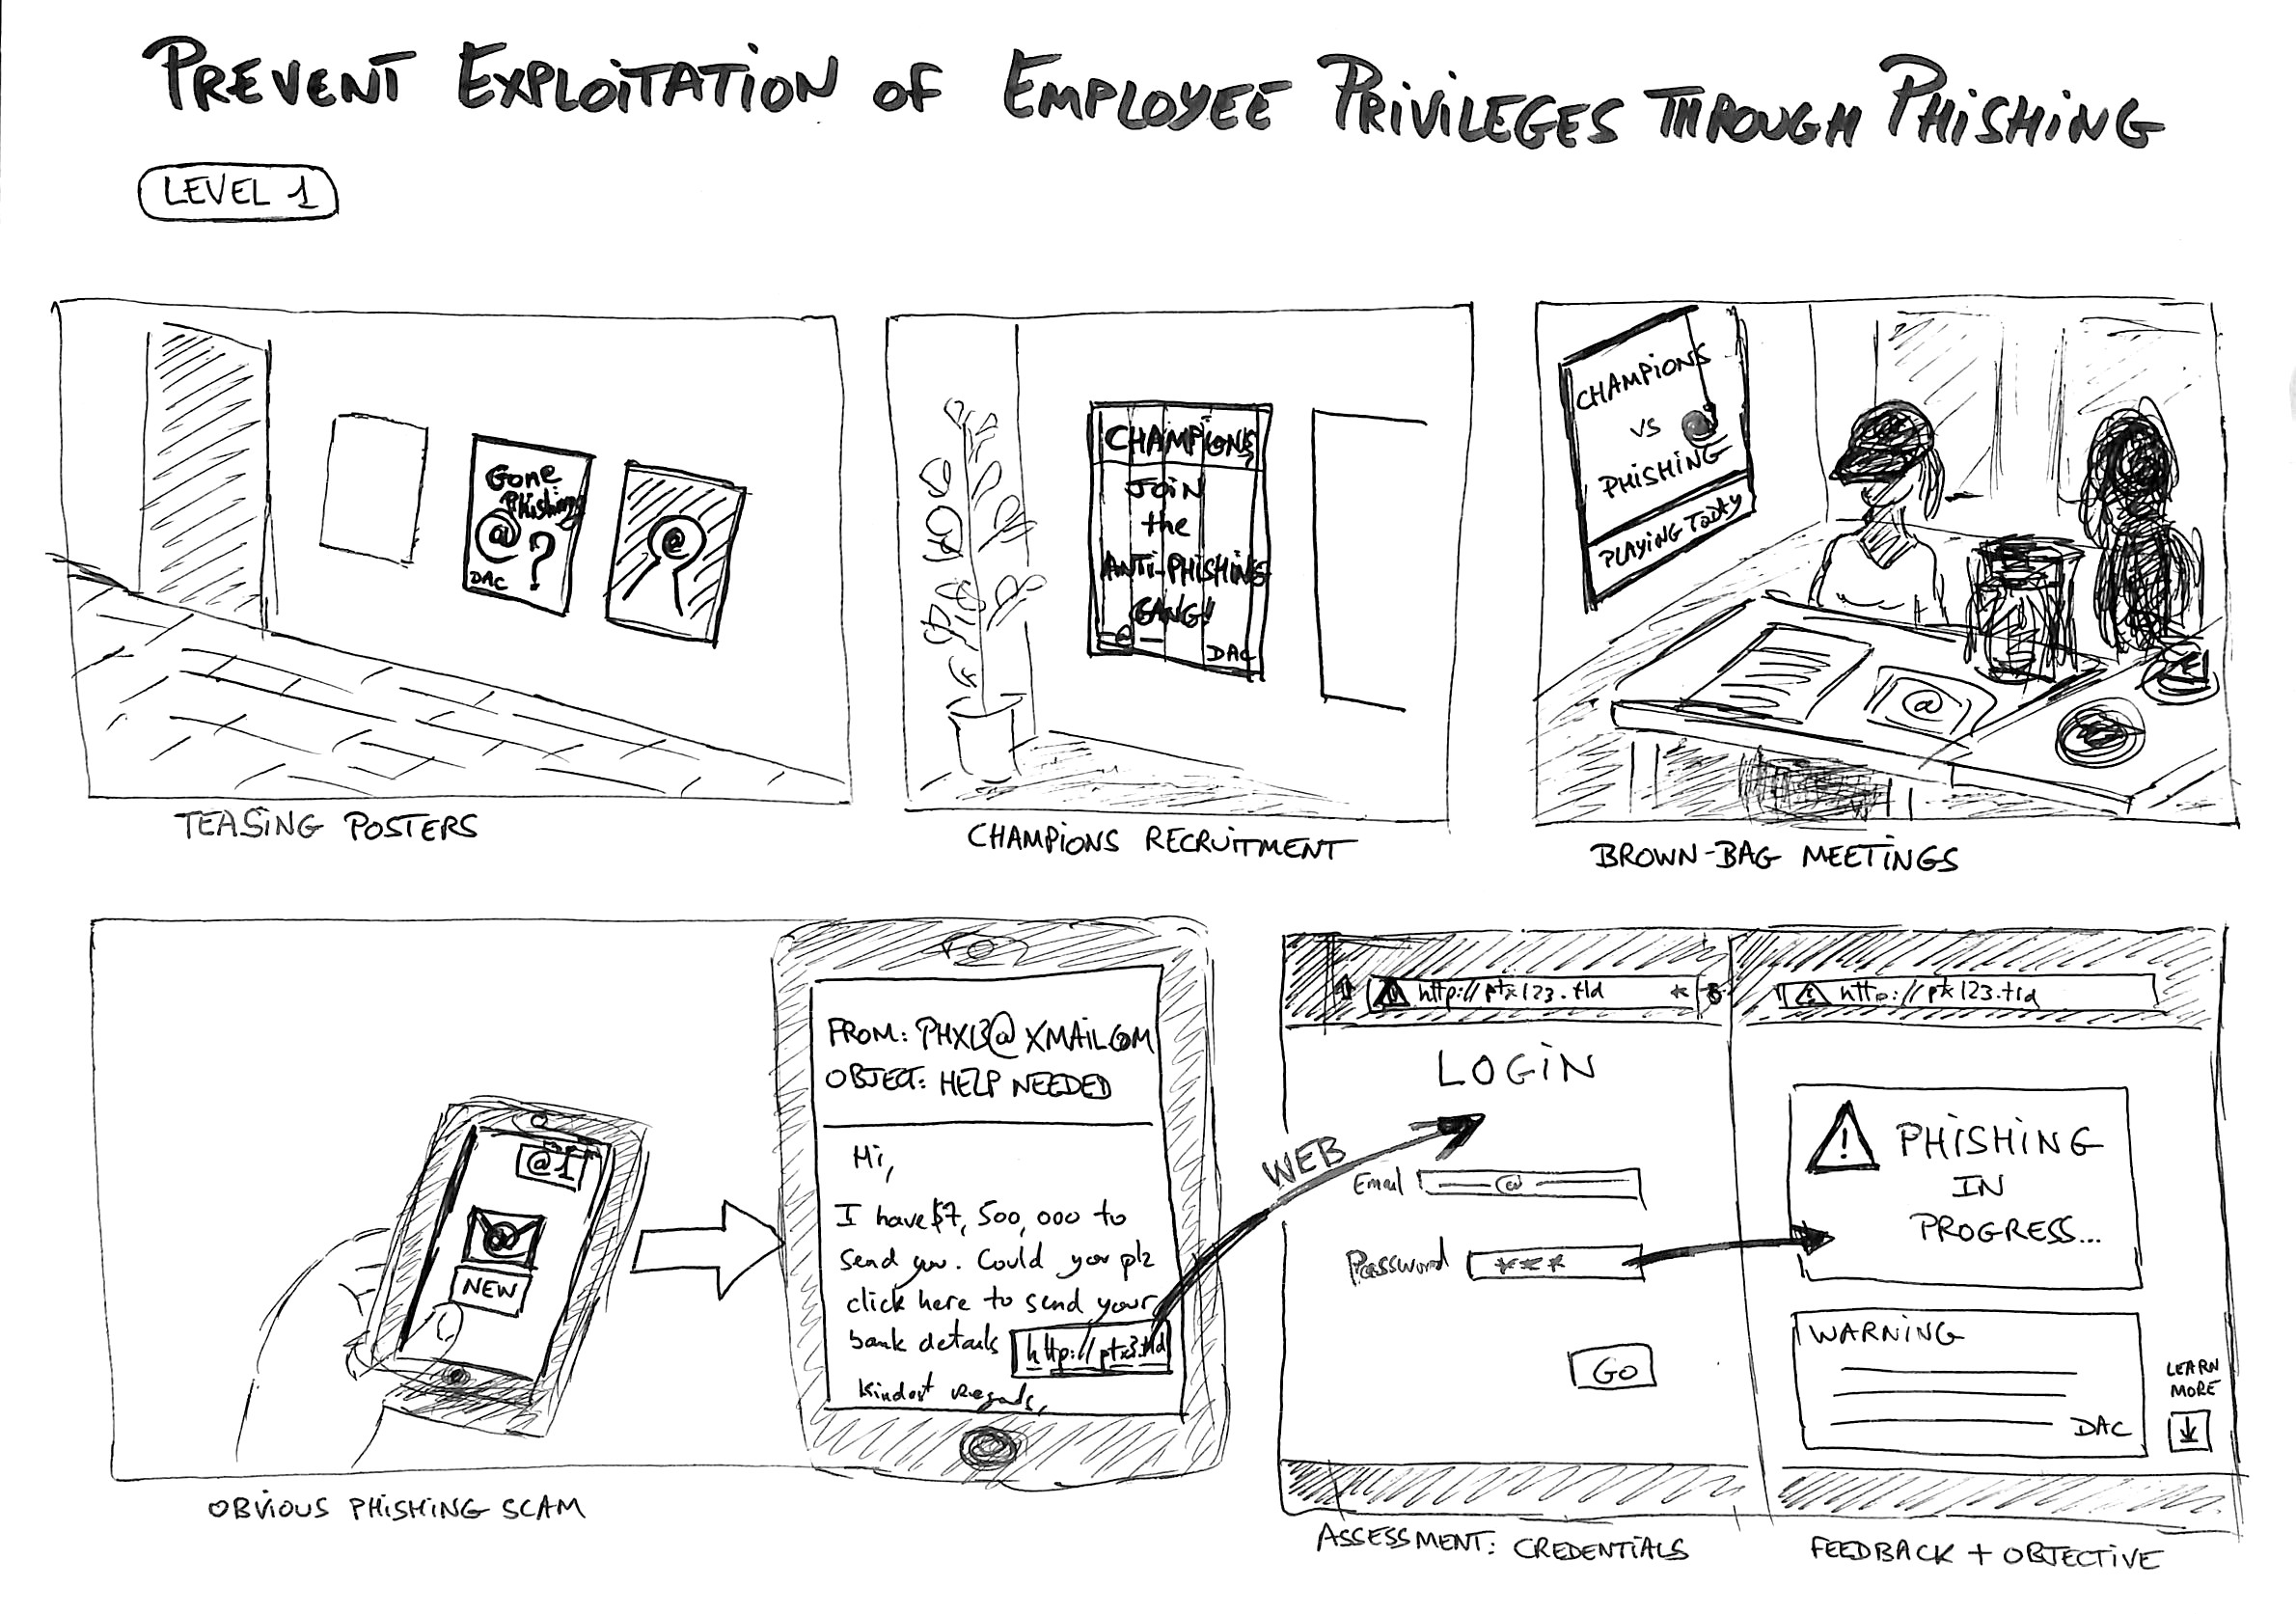 PREVENT EXPLOITATION OF EMPLOYEE PRIVILEGES THROUGH PHISHING
LEVEL 1
Gone
Phishing
@ ?
DAC
@
CHAMPIONS
JOIN
the
ANTI-PHISHING
GANG!!
@
DAC
CHAMPIONS
VS
PHISHING
PLAYING TODAY
@
TEASING POSTERS
CHAMPIONS RECRUITMENT
BROWN-BAG MEETINGS
@ 1
@
NEW
FROM: PHXB@XMAIL.COM
OBJECT: HELP NEEDED
Hi,
I have $7, 500, 000 to
send you. Could you plz
click here to send your
bank details http://ptx3.tld
Kindest Regards,
WEB
http://ptx123.tld
LOGIN
Email @
Password ***
GO
http://ptx123.tld
! PHISHING
IN
PROGRESS...
WARNING
DAC
LEARN
MORE
OBVIOUS PHISHING SCAM
ASSESSMENT: CREDENTIALS
FEEDBACK + OBJECTIVE